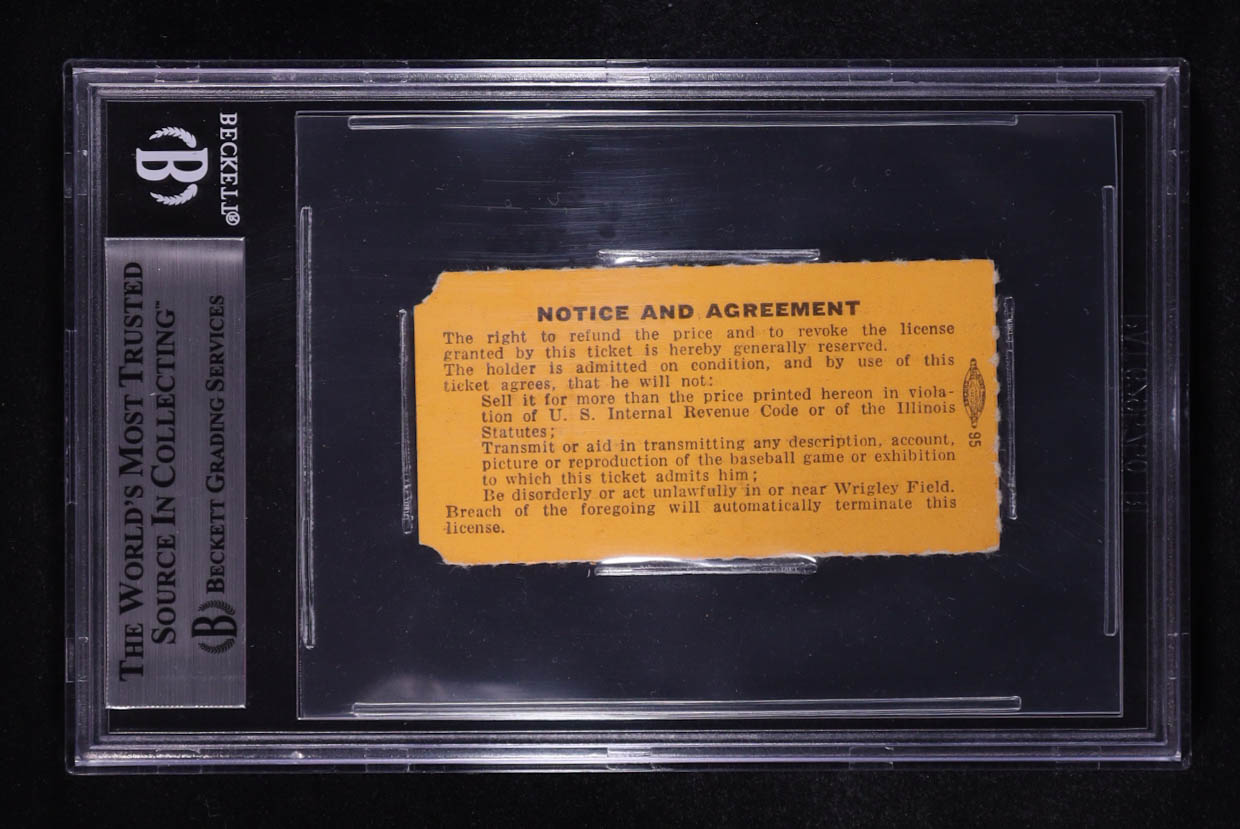 BECKETT®
B
THE WORLD'S MOST TRUSTED
SOURCE IN COLLECTING™
B BECKETT GRADING SERVICES
NOTICE AND AGREEMENT
The right to refund the price and to revoke the license
granted by this ticket is hereby generally reserved.
The holder is admitted on condition, and by use of this
ticket agrees, that he will not:
Sell it for more than the price printed hereon in viola-
tion of U. S. Internal Revenue Code or of the Illinois
Statutes;
Transmit or aid in transmitting any description, account,
picture or reproduction of the baseball game or exhibition
to which this ticket admits him;
Be disorderly or act unlawfully in or near Wrigley Field.
Breach of the foregoing will automatically terminate this
license.
95